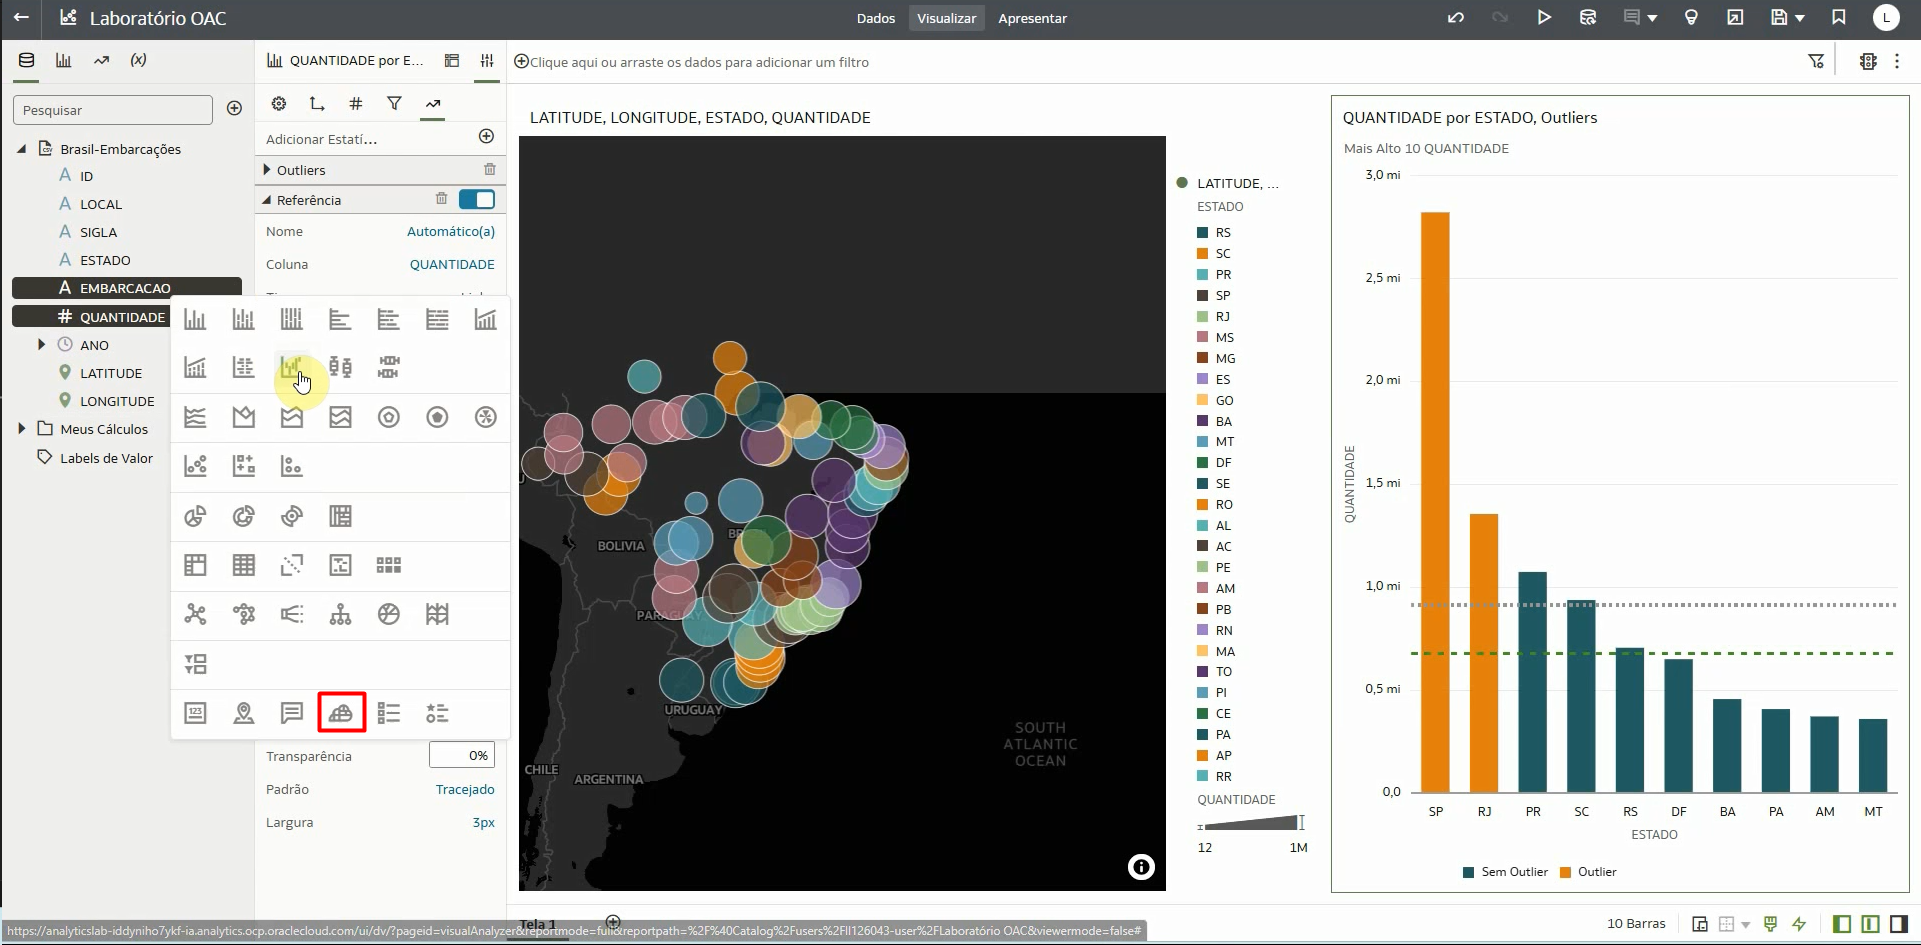 Laboratório OAC
Dados
Visualizar
Apresentar
L
(x)
QUANTIDADE por E...
Clique aqui ou arraste os dados para adicionar um filtro
Pesquisar
Brasil-Embarcações
ID
LOCAL
SIGLA
ESTADO
EMBARCACAO
QUANTIDADE
ANO
LATITUDE
LONGITUDE
Meus Cálculos
Labels de Valor
Adicionar Estatí...
Outliers
Referência
Nome
Automático(a)
Coluna
QUANTIDADE
Transparência
0%
Padrão
Tracejado
Largura
3px
LATITUDE, LONGITUDE, ESTADO, QUANTIDADE
BOLIVIA
URUGUAY
CHILE
ARGENTINA
SOUTH
ATLANTIC
OCEAN
LATITUDE, ...
ESTADO
RS
SC
PR
SP
RJ
MS
MG
ES
GO
BA
MT
DF
SE
RO
AL
AC
PE
AM
PB
RN
MA
TO
PI
CE
PA
AP
RR
QUANTIDADE
12
1M
QUANTIDADE por ESTADO, Outliers
Mais Alto 10 QUANTIDADE
3,0 mi
2,5 mi
2,0 mi
1,5 mi
1,0 mi
0,5 mi
0,0
QUANTIDADE
SP
RJ
PR
SC
RS
DF
BA
PA
AM
MT
ESTADO
Sem Outlier
Outlier
Tela 1
10 Barras
https://analyticslab-iddyniho7ykf-ia.analytics.ocp.oraclecloud.com/ui/dv/?pageid=visualAnalyzer&reportmode=full&reportpath=%2F%40Catalog%2Fusers%2Fll126043-user%2FLaboratório OAC&viewermode=false#